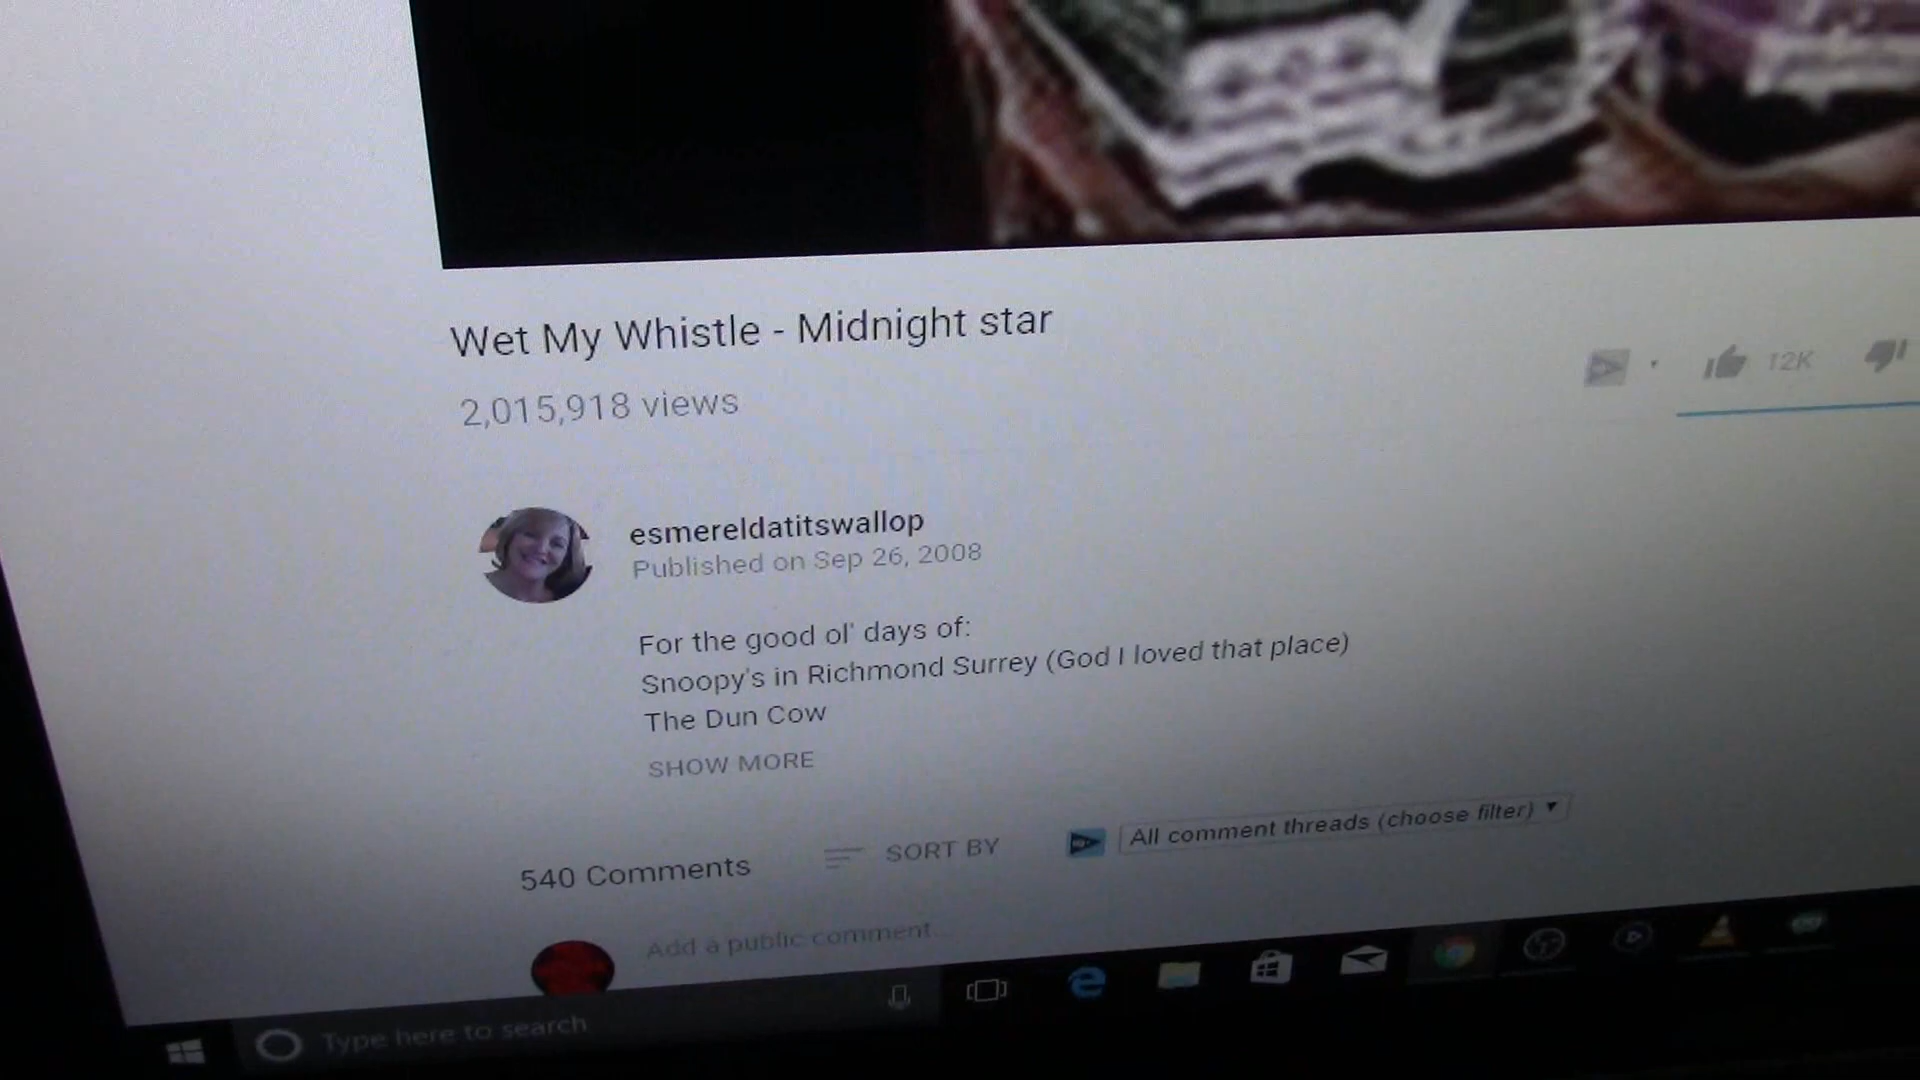 Wet My Whistle - Midnight star
2,015,918 views
12K
esmereldatitswallop
Published on Sep 26, 2008
For the good ol' days of:
Snoopy's in Richmond Surrey (God I loved that place)
The Dun Cow
SHOW MORE
540 Comments
SORT BY
All comment threads (choose filter)
Add a public comment...
Type here to search